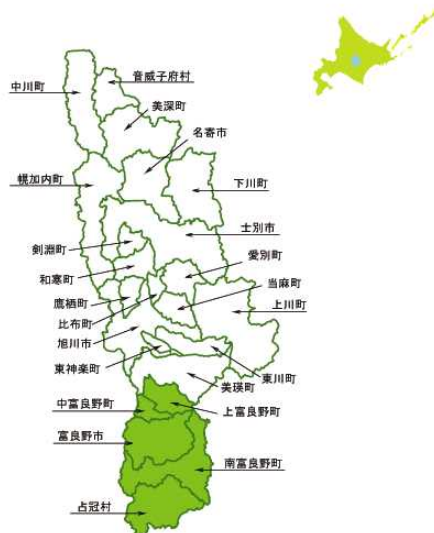 音威子府村
中川町
美深町
名寄市
幌加内町
下川町
士別市
剣淵町
愛別町
和寒町
当麻町
鷹栖町
上川町
比布町
旭川市
東神楽町
東川町
美瑛町
中富良野町
上富良野町
富良野市
南富良野町
占冠村